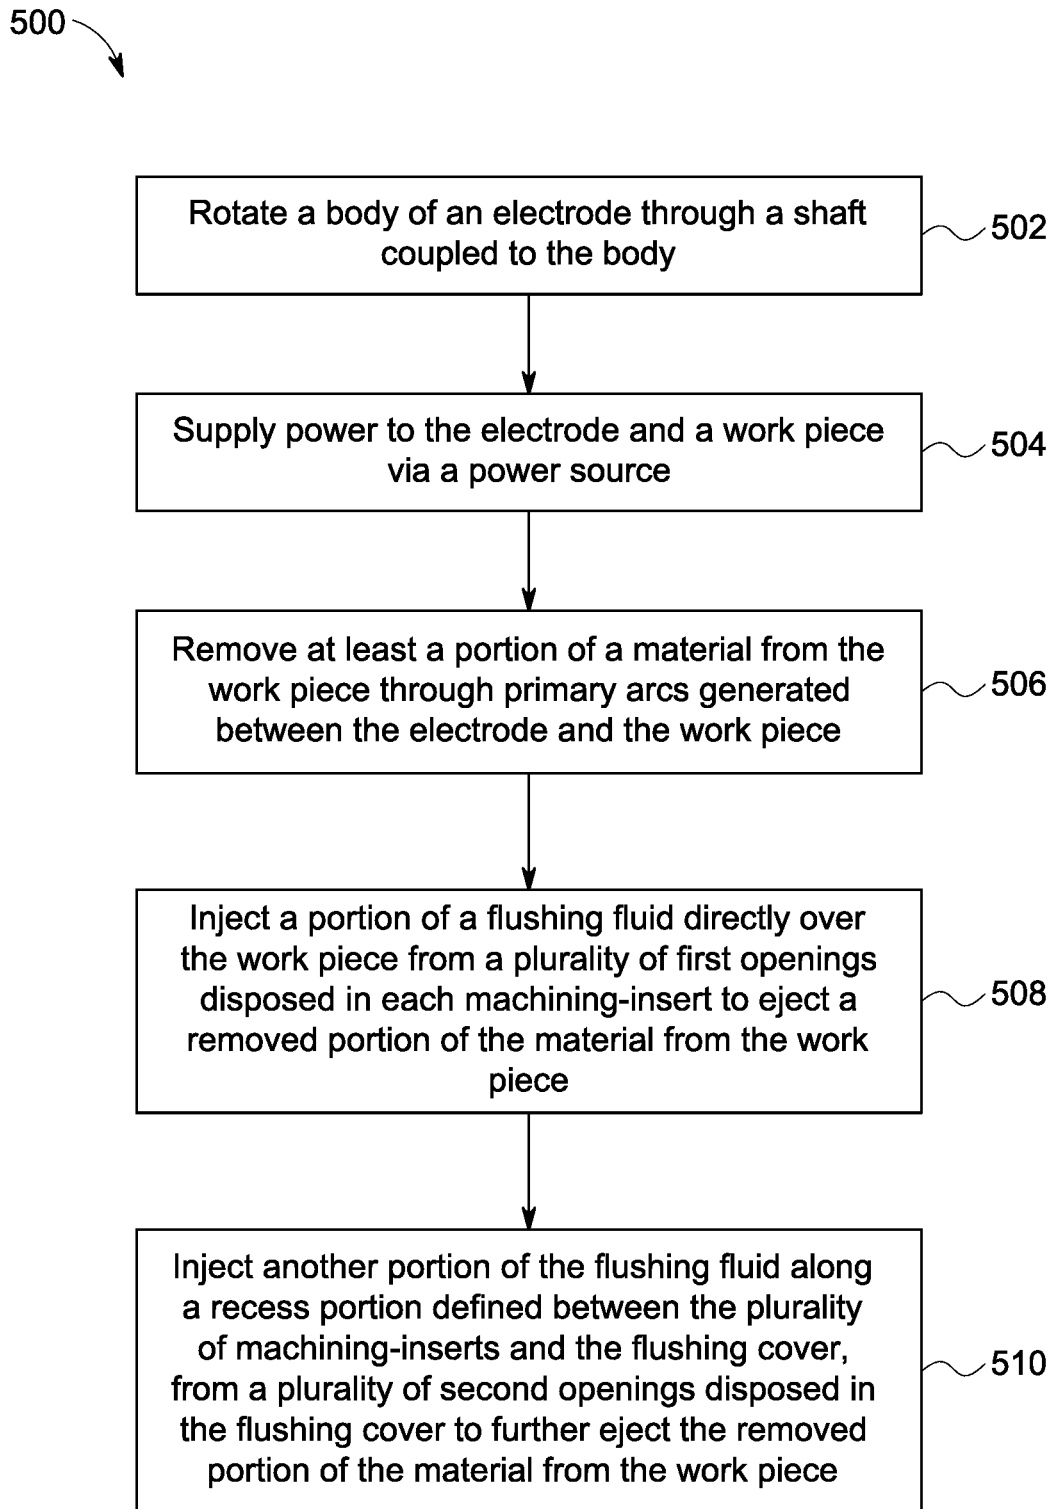 500
Rotate a body of an electrode through a shaft
coupled to the body
502
Supply power to the electrode and a work piece
via a power source
504
Remove at least a portion of a material from the
work piece through primary arcs generated
between the electrode and the work piece
506
Inject a portion of a flushing fluid directly over
the work piece from a plurality of first openings
disposed in each machining-insert to eject a
removed portion of the material from the work
piece
508
Inject another portion of the flushing fluid along
a recess portion defined between the plurality
of machining-inserts and the flushing cover,
from a plurality of second openings disposed in
the flushing cover to further eject the removed
portion of the material from the work piece
510